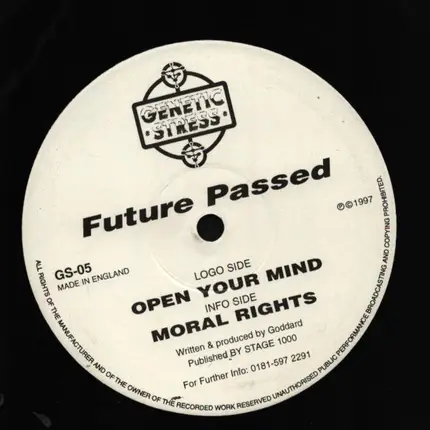 GENETIC
STRESS
Future Passed
℗©1997
GS-05
MADE IN ENGLAND
LOGO SIDE
OPEN YOUR MIND
INFO SIDE
MORAL RIGHTS
Written & produced by Goddard
Published BY STAGE 1000
For Further Info: 0181-597 2291
ALL RIGHTS OF THE MANUFACTURER AND OF THE OWNER OF THE RECORDED WORK RESERVED UNAUTHORISED PUBLIC PERFORMANCE BROADCASTING AND COPYING PROHIBITED.